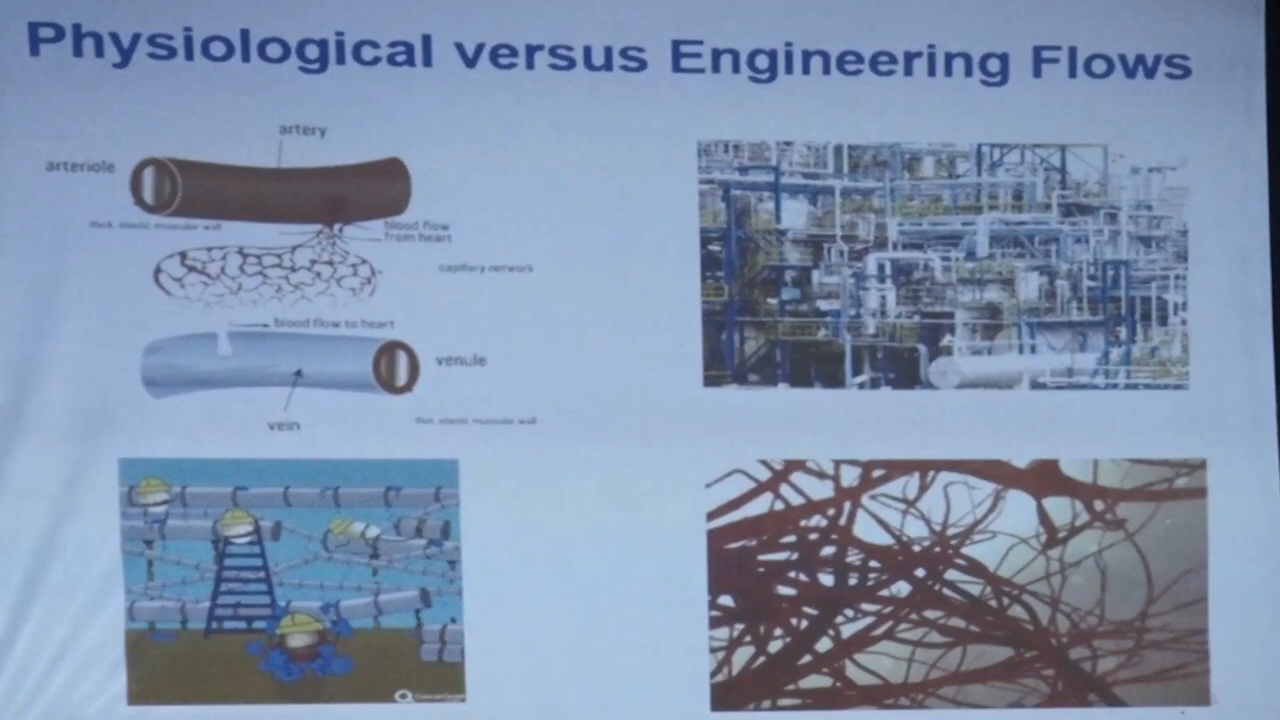 Physiological versus Engineering Flows
artery
arteriole
thick, elastic muscular wall
blood flow
from heart
capillary network
blood flow to heart
venule
vein
thin, elastic muscular wall